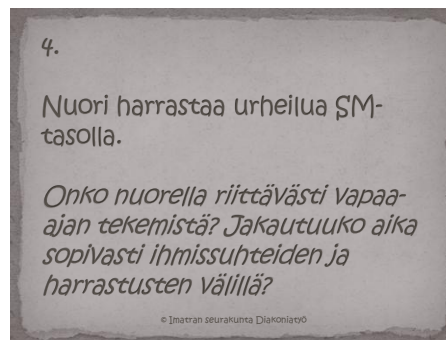 4.
Nuori harrastaa urheilua SM-
tasolla.
Onko nuorella riittävästi vapaa-
ajan tekemistä? Jakautuuko aika
sopivasti ihmissuhteiden ja
harrastusten välillä?
© Imatran seurakunta Diakoniatyö